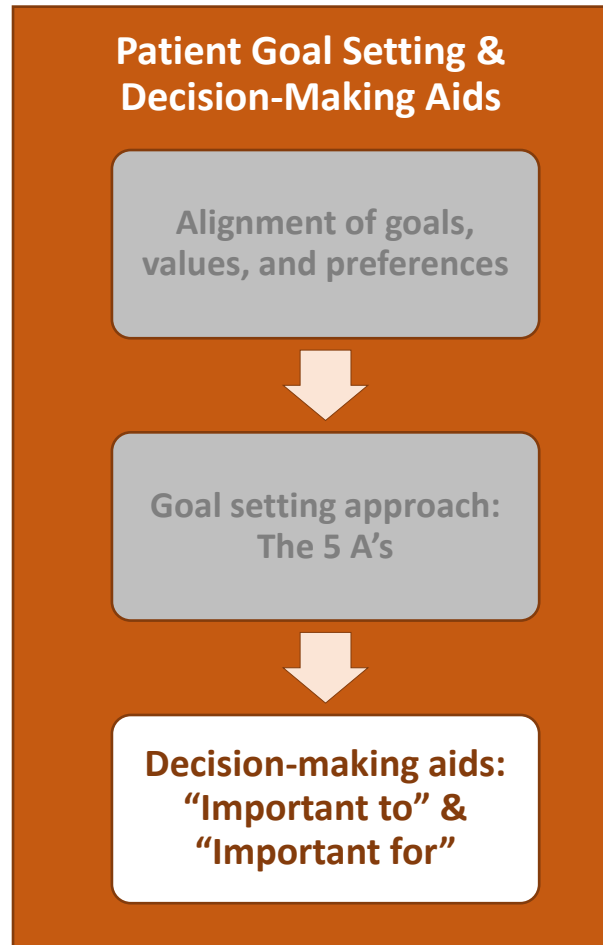 Patient Goal Setting &
Decision-Making Aids
Alignment of goals,
values, and preferences
Goal setting approach:
The 5 A’s
Decision-making aids:
“Important to” &
“Important for”